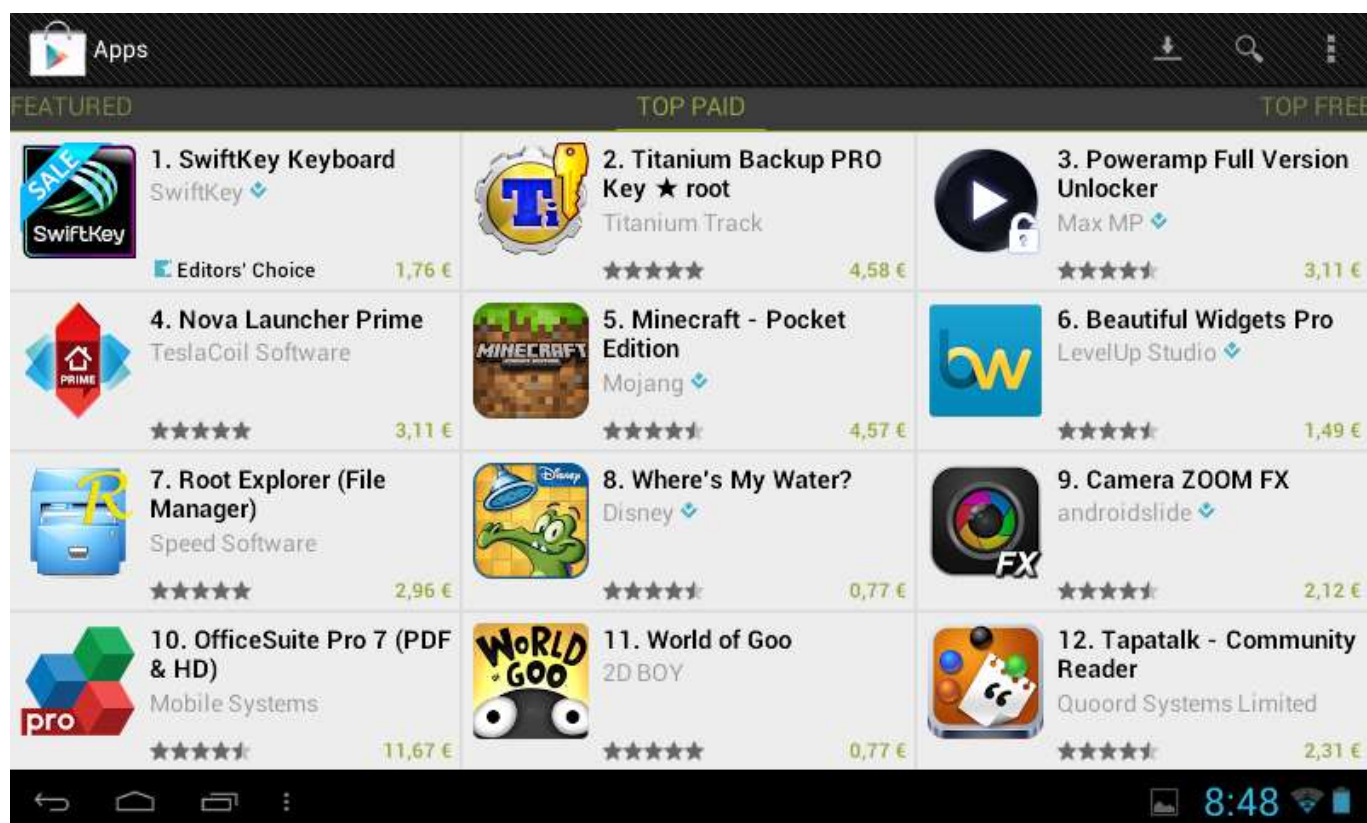 Apps
FEATURED
TOP PAID
TOP FREE
SALE
SwiftKey
1. SwiftKey Keyboard
SwiftKey
Editors' Choice
1,76 €
Ti
2. Titanium Backup PRO
Key ★ root
Titanium Track
4,58 €
3. Poweramp Full Version
Unlocker
Max MP
3,11 €
PRIME
4. Nova Launcher Prime
TeslaCoil Software
3,11 €
MINECRAFT
5. Minecraft - Pocket
Edition
Mojang
4,57 €
bw
6. Beautiful Widgets Pro
LevelUp Studio
1,49 €
R
7. Root Explorer (File
Manager)
Speed Software
2,96 €
Disney
8. Where's My Water?
Disney
0,77 €
FX
9. Camera ZOOM FX
androidslide
2,12 €
pro
10. OfficeSuite Pro 7 (PDF
& HD)
Mobile Systems
11,67 €
WORLD
OF GOO
11. World of Goo
2D BOY
0,77 €
12. Tapatalk - Community
Reader
Quoord Systems Limited
2,31 €
8:48